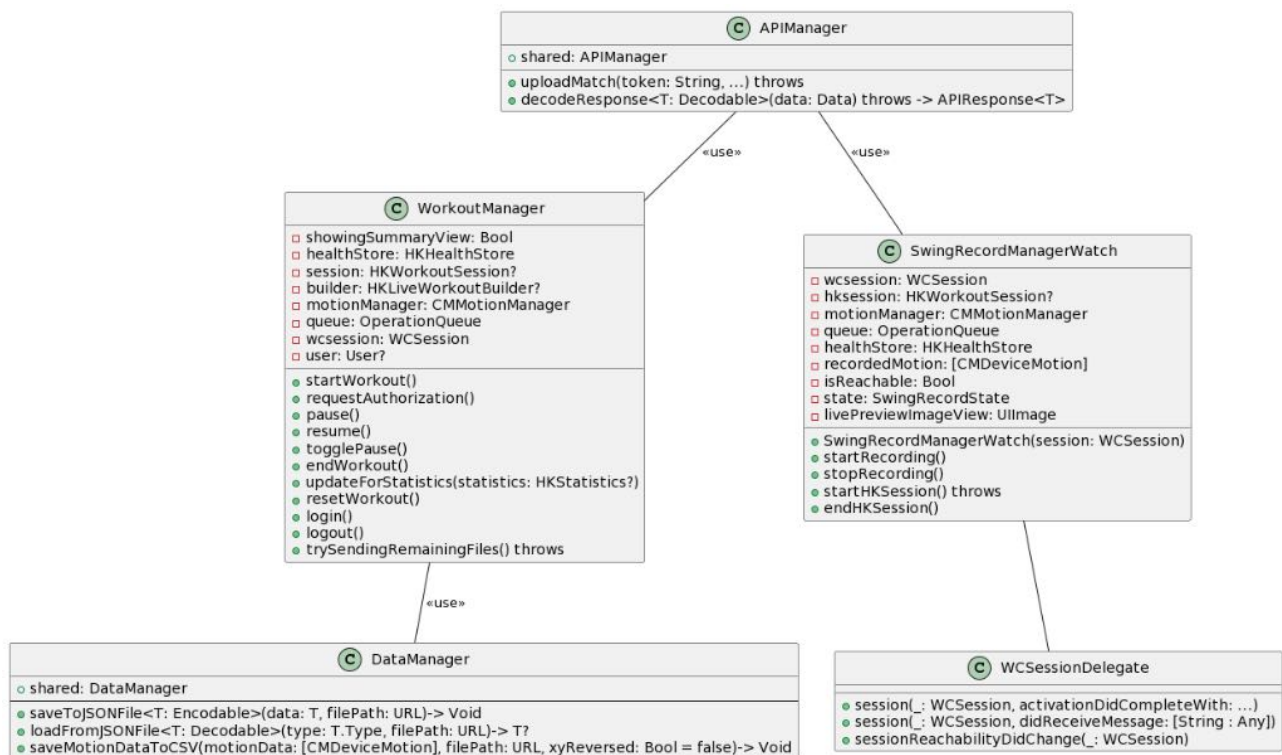 C APIManager
shared: APIManager
uploadMatch(token: String, ...) throws
decodeResponse<T: Decodable>(data: Data) throws -> APIResponse<T>
«use»
«use»
C WorkoutManager
showingSummaryView: Bool
healthStore: HKHealthStore
session: HKWorkoutSession?
builder: HKLiveWorkoutBuilder?
motionManager: CMMotionManager
queue: OperationQueue
wcsession: WCSession
user: User?
startWorkout()
requestAuthorization()
pause()
resume()
togglePause()
endWorkout()
updateForStatistics(statistics: HKStatistics?)
resetWorkout()
login()
logout()
trySendingRemainingFiles() throws
C SwingRecordManagerWatch
wcsession: WCSession
hksession: HKWorkoutSession?
motionManager: CMMotionManager
queue: OperationQueue
healthStore: HKHealthStore
recordedMotion: [CMDeviceMotion]
isReachable: Bool
state: SwingRecordState
livePreviewImageView: UIImage
SwingRecordManagerWatch(session: WCSession)
startRecording()
stopRecording()
startHKSession() throws
endHKSession()
«use»
C DataManager
shared: DataManager
saveToJSONFile<T: Encodable>(data: T, filePath: URL)-> Void
loadFromJSONFile<T: Decodable>(type: T.Type, filePath: URL)-> T?
saveMotionDataToCSV(motionData: [CMDeviceMotion], filePath: URL, xyReversed: Bool = false)-> Void
C WCSessionDelegate
session(_: WCSession, activationDidCompleteWith: ...)
session(_: WCSession, didReceiveMessage: [String : Any])
sessionReachabilityDidChange(_: WCSession)